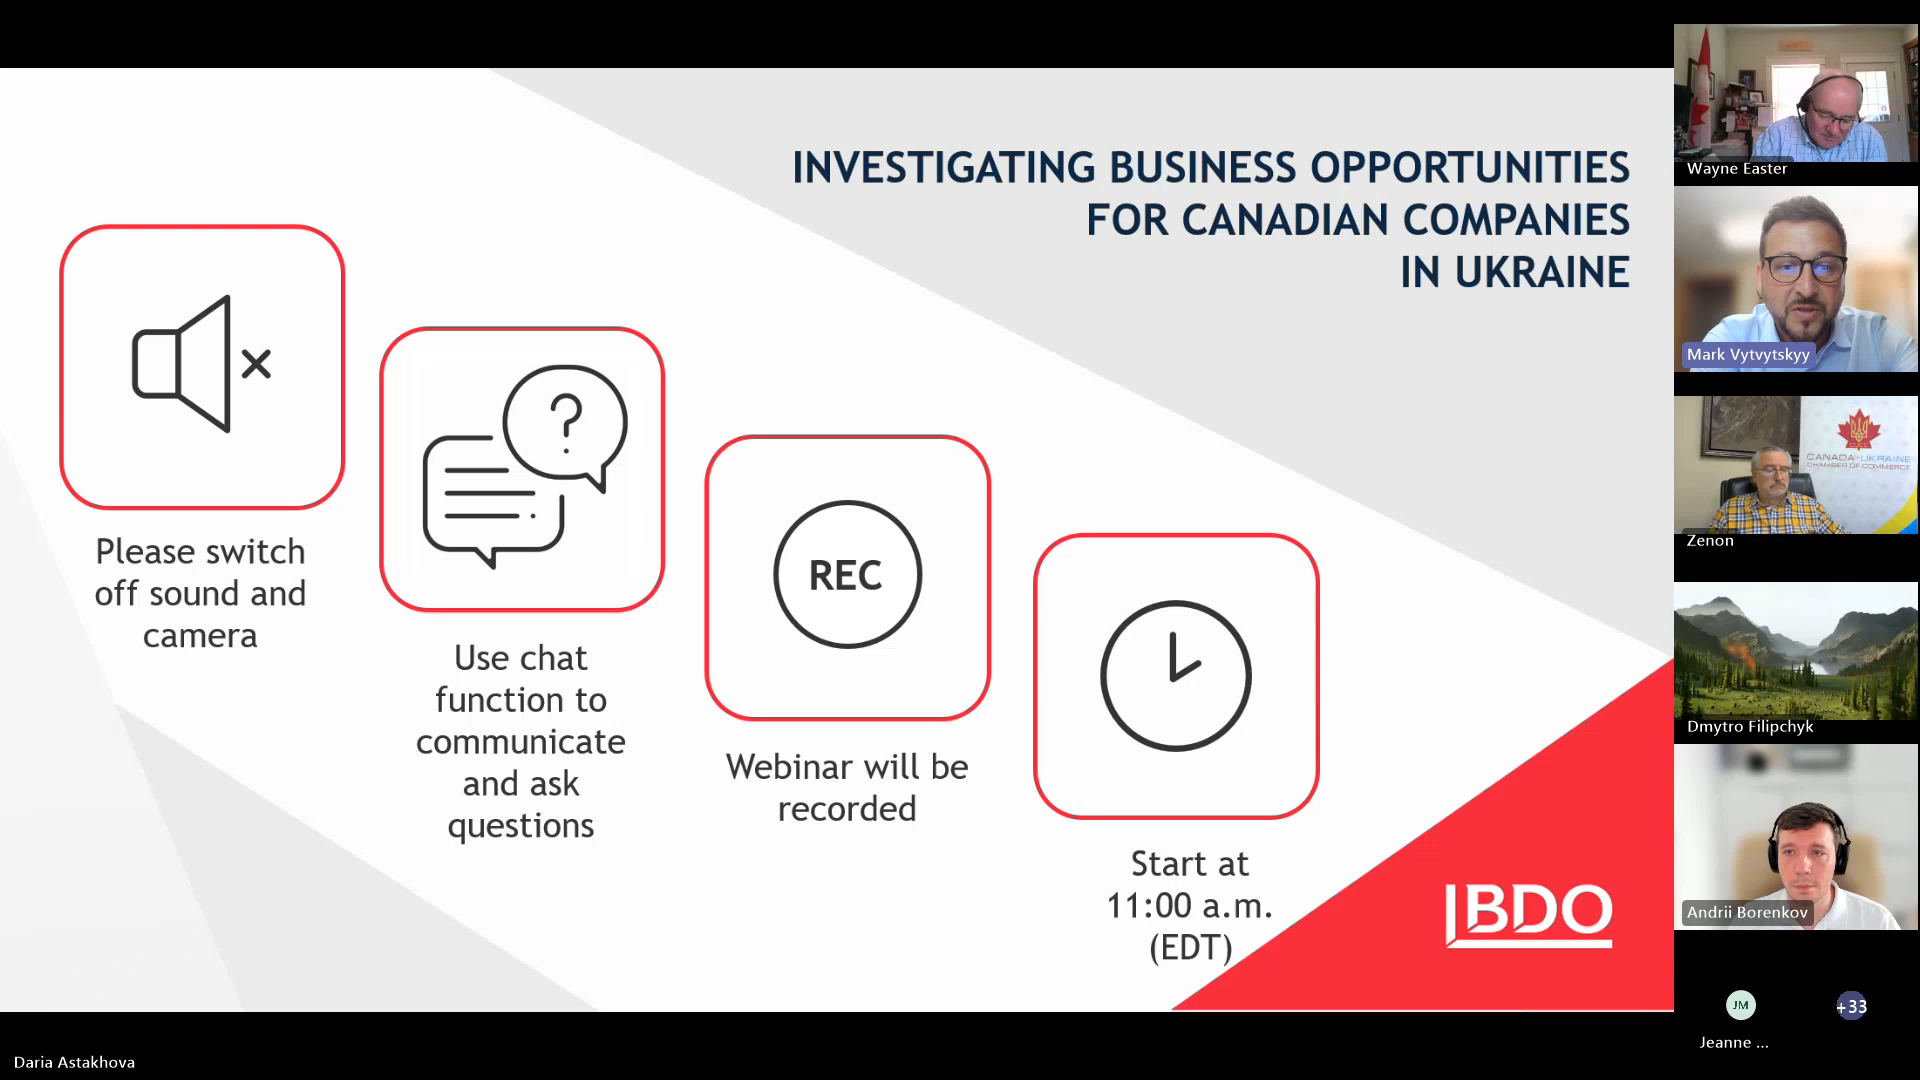 INVESTIGATING BUSINESS OPPORTUNITIES
FOR CANADIAN COMPANIES
IN UKRAINE
Please switch
off sound and
camera
?
Use chat
function to
communicate
and ask
questions
REC
Webinar will be
recorded
Start at
11:00 a.m.
(EDT)
BDO
Wayne Easter
Mark Vytvytskyy
CANADA-UKRAINE
CHAMBER OF COMMERCE
Zenon
Dmytro Filipchyk
Andrii Borenkov
JM
+33
Jeanne ...
Daria Astakhova